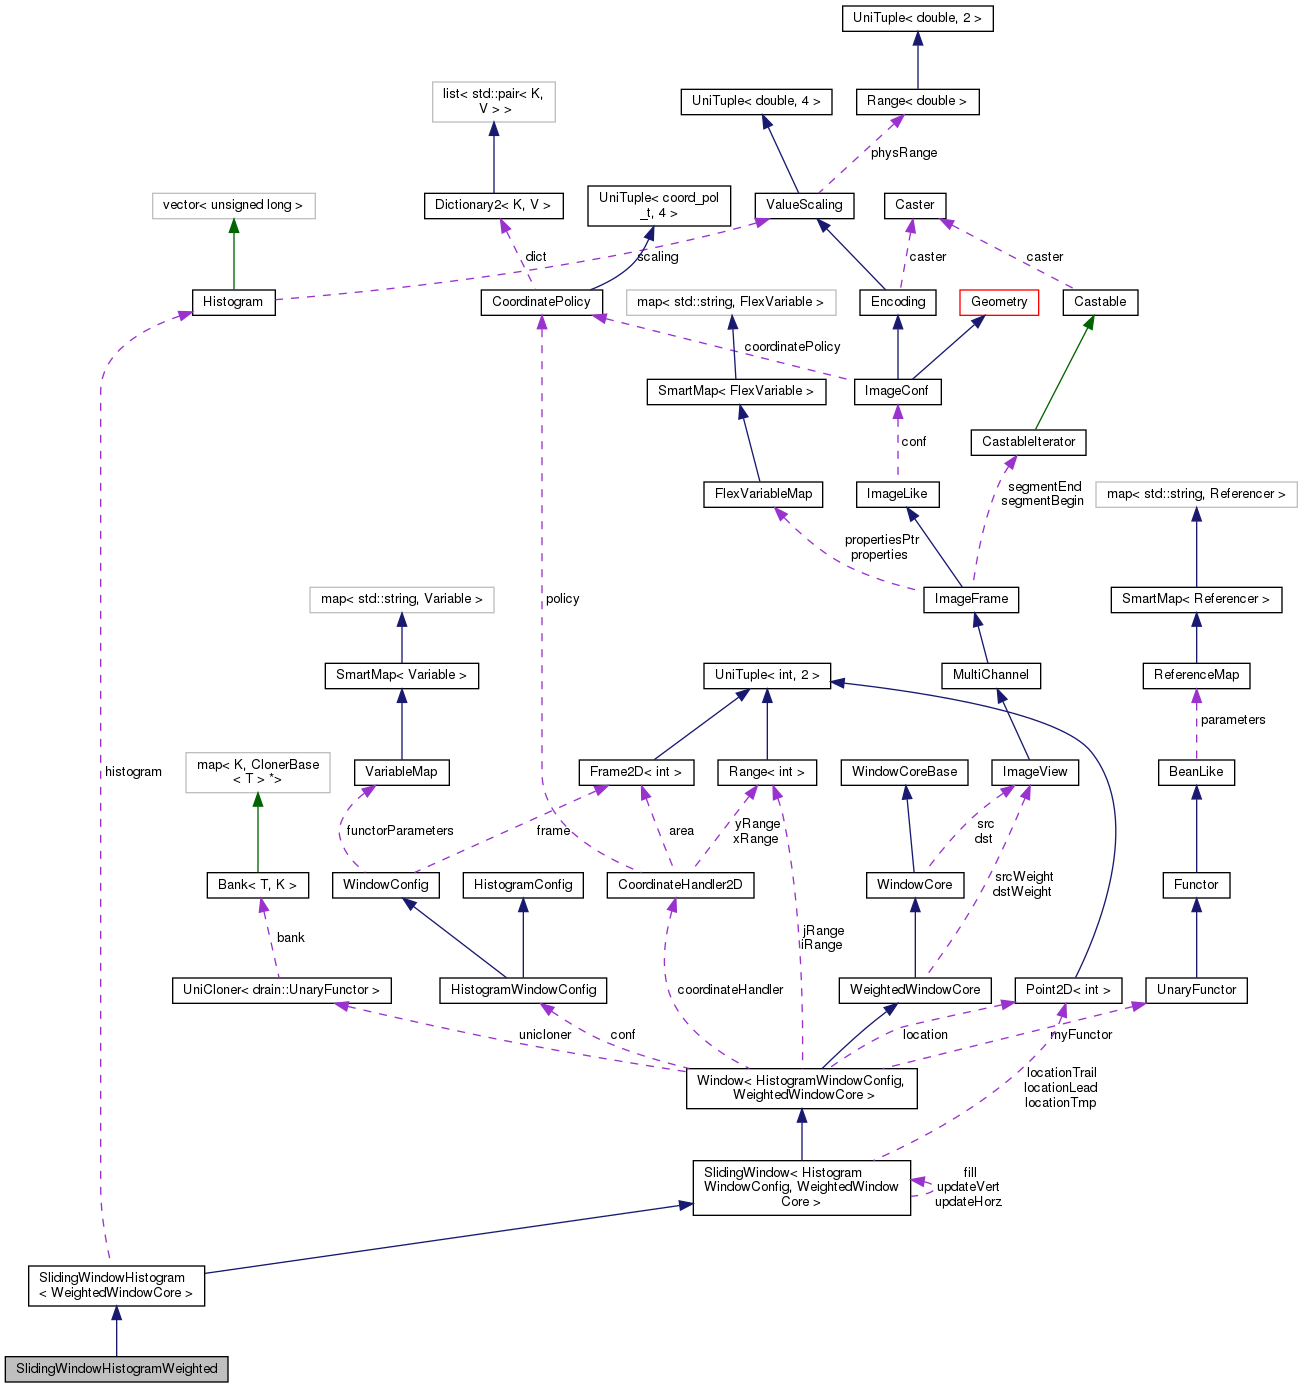 UniTuple< double, 2 >
list< std::pair< K,
V > >
UniTuple< double, 4 >
Range< double >
physRange
vector< unsigned long >
Dictionary2< K, V >
UniTuple< coord_pol
_t, 4 >
ValueScaling
Caster
dict
scaling
caster
caster
Histogram
CoordinatePolicy
map< std::string, FlexVariable >
Encoding
Geometry
Castable
coordinatePolicy
SmartMap< FlexVariable >
ImageConf
conf
CastableIterator
FlexVariableMap
ImageLike
segmentEnd
segmentBegin
map< std::string, Referencer >
propertiesPtr
properties
map< std::string, Variable >
policy
ImageFrame
SmartMap< Referencer >
SmartMap< Variable >
UniTuple< int, 2 >
MultiChannel
ReferenceMap
parameters
map< K, ClonerBase
< T > *>
histogram
VariableMap
Frame2D< int >
Range< int >
WindowCoreBase
ImageView
BeanLike
functorParameters
frame
area
yRange
xRange
src
dst
Bank< T, K >
WindowConfig
HistogramConfig
CoordinateHandler2D
WindowCore
srcWeight
dstWeight
Functor
bank
jRange
iRange
UniCloner< drain::UnaryFunctor >
HistogramWindowConfig
coordinateHandler
WeightedWindowCore
Point2D< int >
UnaryFunctor
unicloner
conf
location
myFunctor
Window< HistogramWindowConfig,
WeightedWindowCore >
locationTrail
locationLead
locationTmp
SlidingWindow< Histogram
WindowConfig, WeightedWindow
Core >
fill
updateVert
updateHorz
SlidingWindowHistogram
< WeightedWindowCore >
SlidingWindowHistogramWeighted